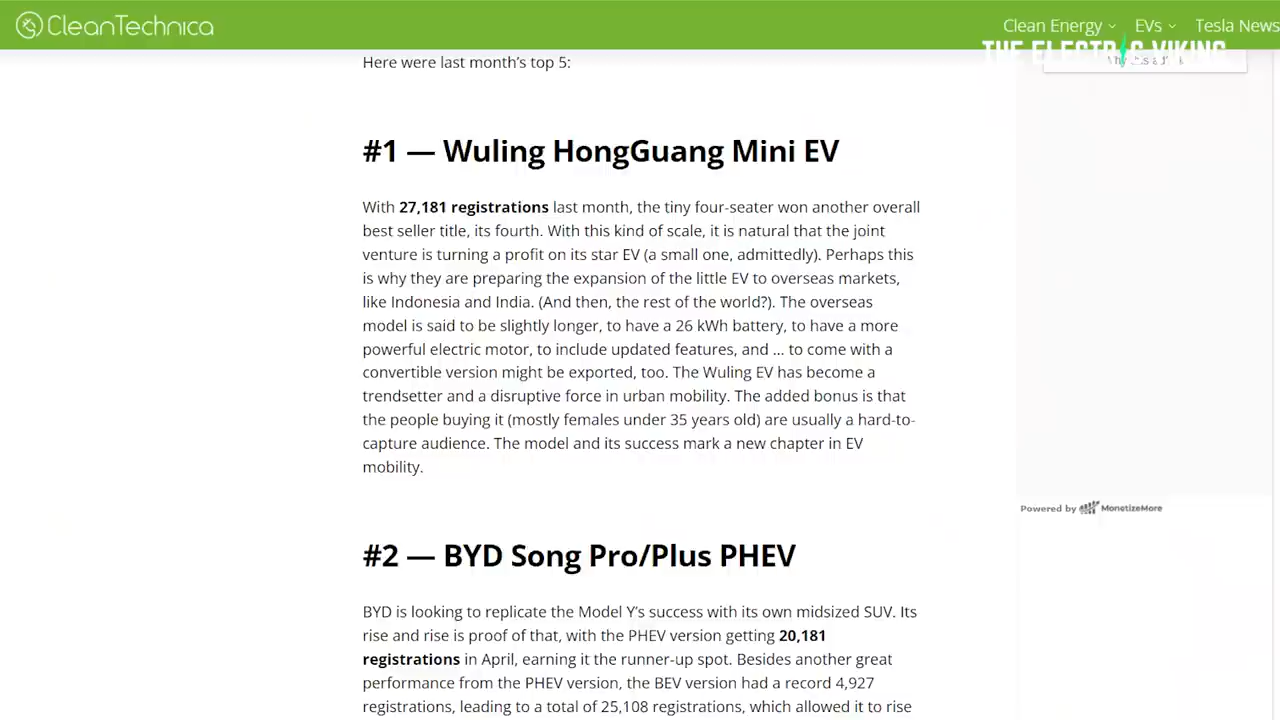 CleanTechnica
Clean Energy
EVs
Tesla News
THE ELECTRIC VIKING
Here were last month's top 5:
#1 — Wuling HongGuang Mini EV
With 27,181 registrations last month, the tiny four-seater won another overall
best seller title, its fourth. With this kind of scale, it is natural that the joint
venture is turning a profit on its star EV (a small one, admittedly). Perhaps this
is why they are preparing the expansion of the little EV to overseas markets,
like Indonesia and India. (And then, the rest of the world?). The overseas
model is said to be slightly longer, to have a 26 kWh battery, to have a more
powerful electric motor, to include updated features, and ... to come with a
convertible version might be exported, too. The Wuling EV has become a
trendsetter and a disruptive force in urban mobility. The added bonus is that
the people buying it (mostly females under 35 years old) are usually a hard-to-
capture audience. The model and its success mark a new chapter in EV
mobility.
Powered by MonetizeMore
#2 — BYD Song Pro/Plus PHEV
BYD is looking to replicate the Model Y's success with its own midsized SUV. Its
rise and rise is proof of that, with the PHEV version getting 20,181
registrations in April, earning it the runner-up spot. Besides another great
performance from the PHEV version, the BEV version had a record 4,927
registrations, leading to a total of 25,108 registrations, which allowed it to rise